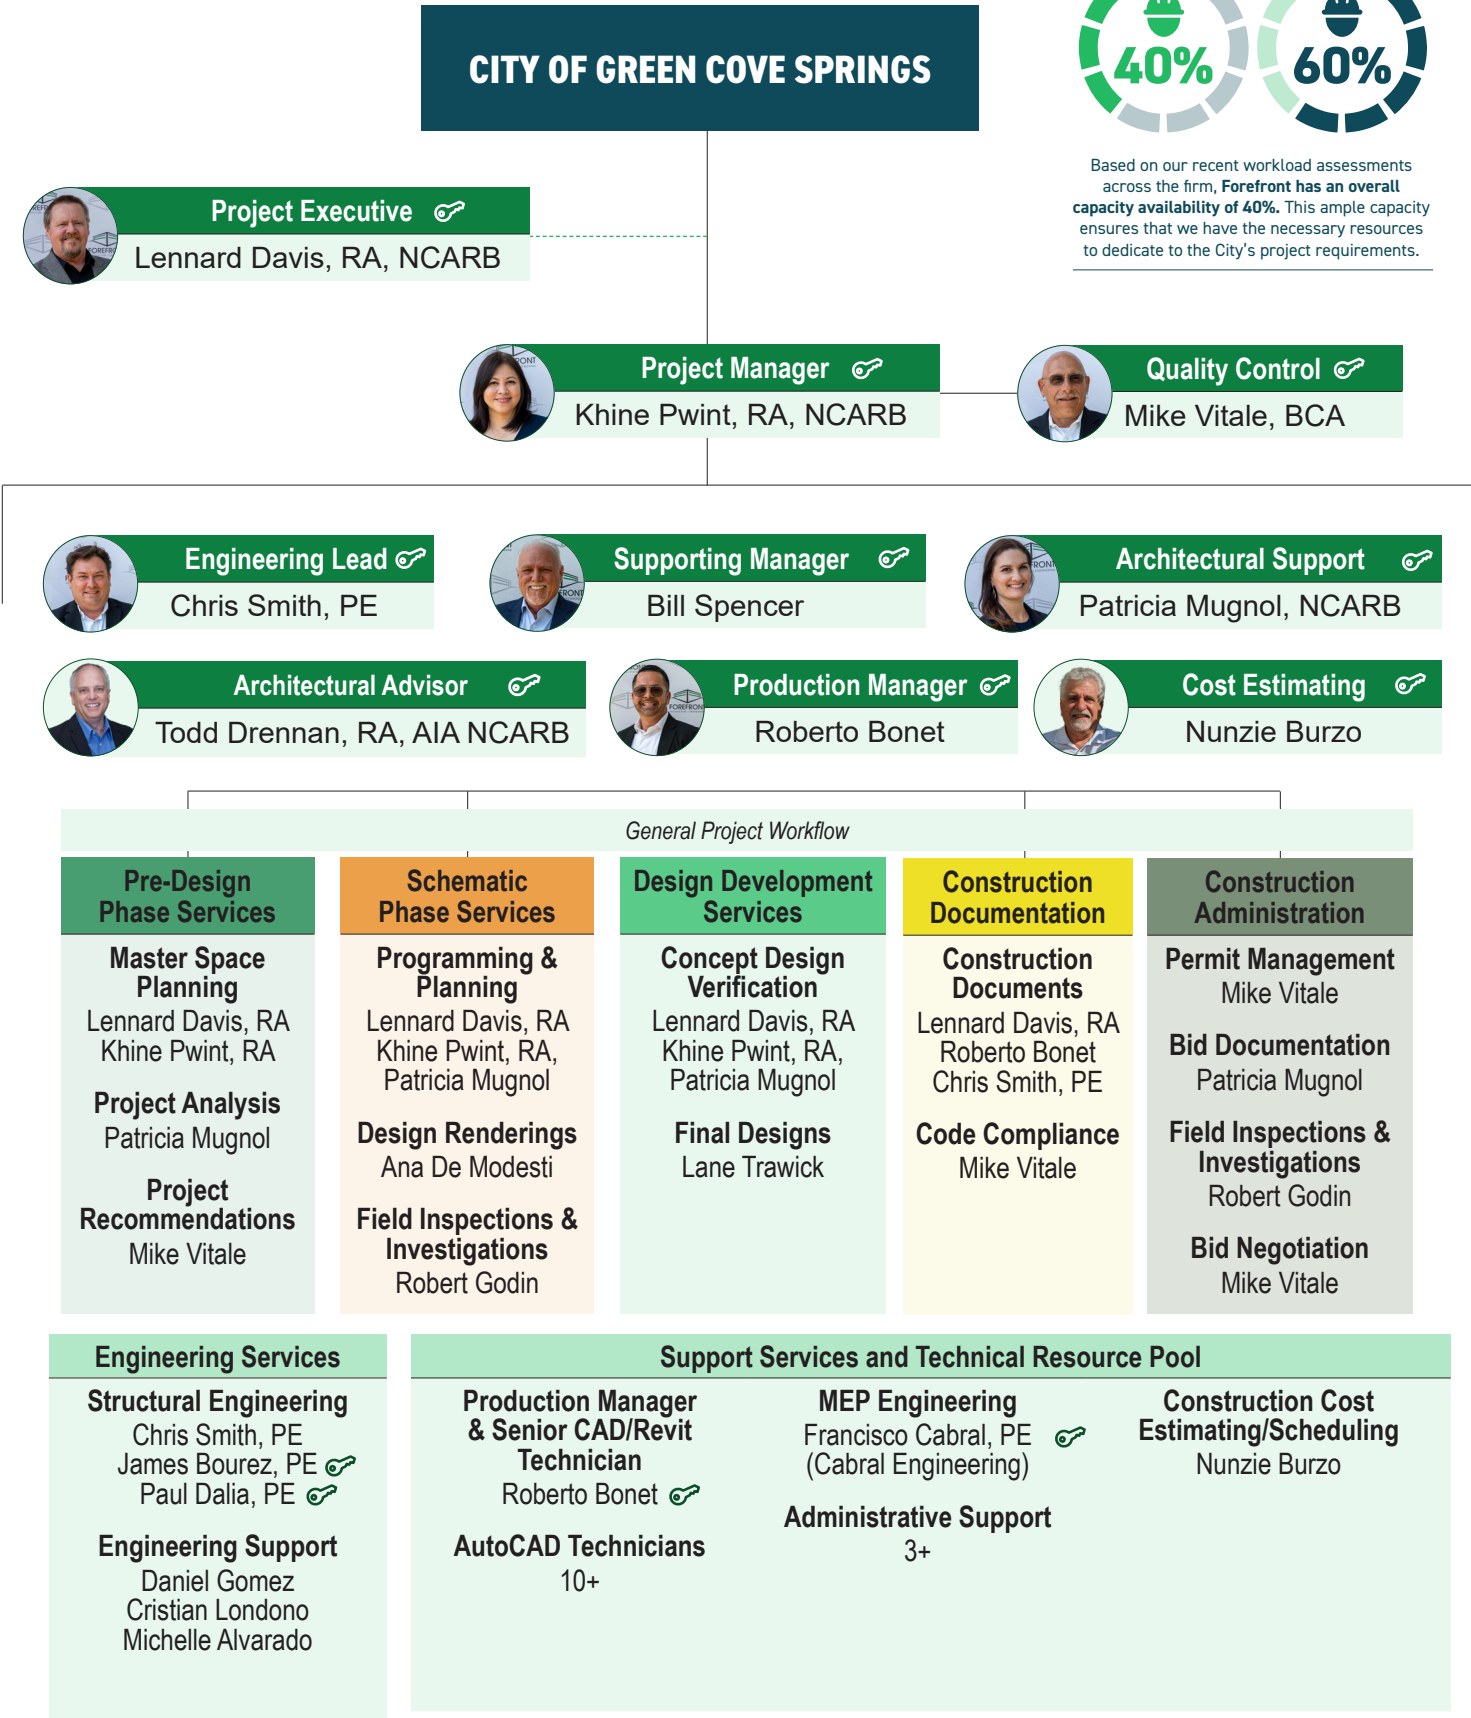 CITY OF GREEN COVE SPRINGS
40%
60%
Based on our recent workload assessments
across the firm, Forefront has an overall
capacity availability of 40%. This ample capacity
ensures that we have the necessary resources
to dedicate to the City's project requirements.
Project Executive
Lennard Davis, RA, NCARB
Project Manager
Khine Pwint, RA, NCARB
Quality Control
Mike Vitale, BCA
Engineering Lead
Chris Smith, PE
Supporting Manager
Bill Spencer
Architectural Support
Patricia Mugnol, NCARB
Architectural Advisor
Todd Drennan, RA, AIA NCARB
Production Manager
Roberto Bonet
Cost Estimating
Nunzie Burzo
General Project Workflow
Pre-Design
Phase Services
Master Space
Planning
Lennard Davis, RA
Khine Pwint, RA
Project Analysis
Patricia Mugnol
Project
Recommendations
Mike Vitale
Schematic
Phase Services
Programming &
Planning
Lennard Davis, RA
Khine Pwint, RA,
Patricia Mugnol
Design Renderings
Ana De Modesti
Field Inspections &
Investigations
Robert Godin
Design Development
Services
Concept Design
Verification
Lennard Davis, RA
Khine Pwint, RA,
Patricia Mugnol
Final Designs
Lane Trawick
Construction
Documentation
Construction
Documents
Lennard Davis, RA
Roberto Bonet
Chris Smith, PE
Code Compliance
Mike Vitale
Construction
Administration
Permit Management
Mike Vitale
Bid Documentation
Patricia Mugnol
Field Inspections &
Investigations
Robert Godin
Bid Negotiation
Mike Vitale
Engineering Services
Structural Engineering
Chris Smith, PE
James Bourez, PE
Paul Dalia, PE
Engineering Support
Daniel Gomez
Cristian Londono
Michelle Alvarado
Support Services and Technical Resource Pool
Production Manager
& Senior CAD/Revit
Technician
Roberto Bonet
AutoCAD Technicians
10+
MEP Engineering
Francisco Cabral, PE
(Cabral Engineering)
Administrative Support
3+
Construction Cost
Estimating/Scheduling
Nunzie Burzo